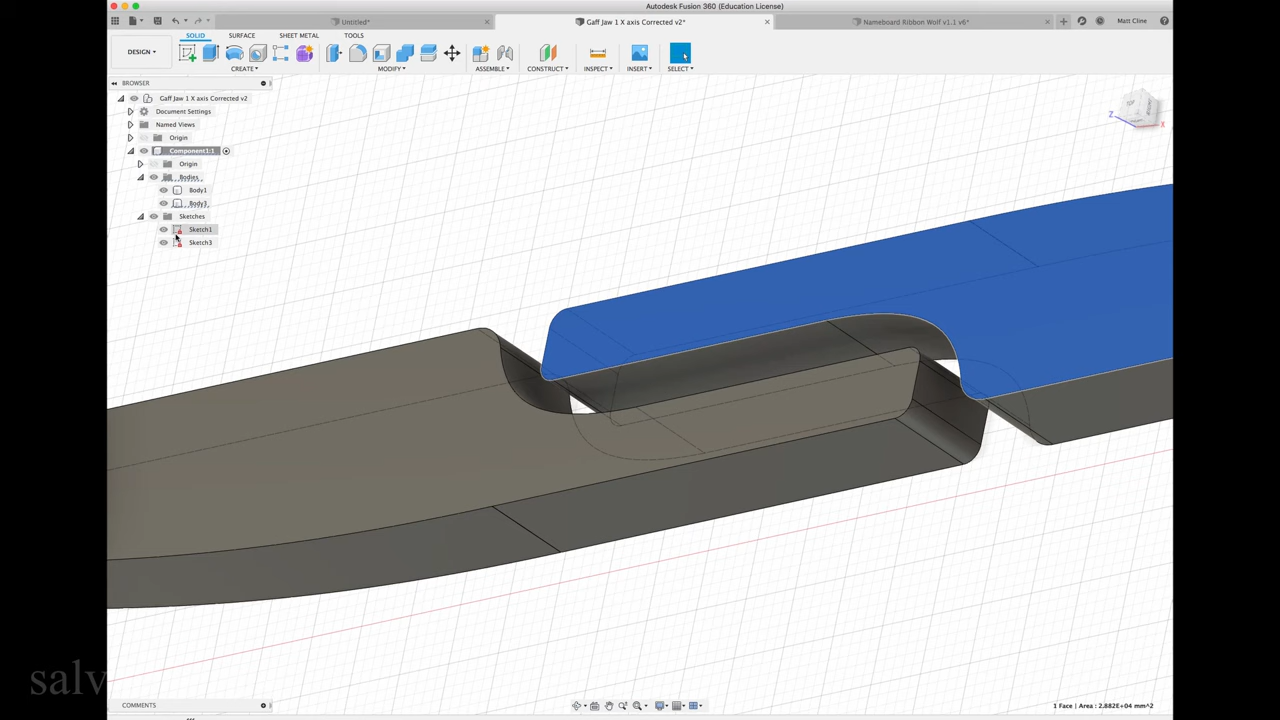 Autodesk Fusion 360 (Education License)
Untitled*
Gaff Jaw 1 X axis Corrected v2*
Nameboard Ribbon Wolf v1.1 v6*
Matt Cline
SOLID
SURFACE
SHEET METAL
TOOLS
DESIGN
CREATE
MODIFY
ASSEMBLE
CONSTRUCT
INSPECT
INSERT
SELECT
BROWSER
Gaff Jaw 1 X axis Corrected v2
Document Settings
Named Views
Origin
Component1:1
Origin
Bodies
Body1
Body3
Sketches
Sketch1
Sketch3
Z
X
salv
COMMENTS
1 Face | Area : 2.882E+04 mm^2